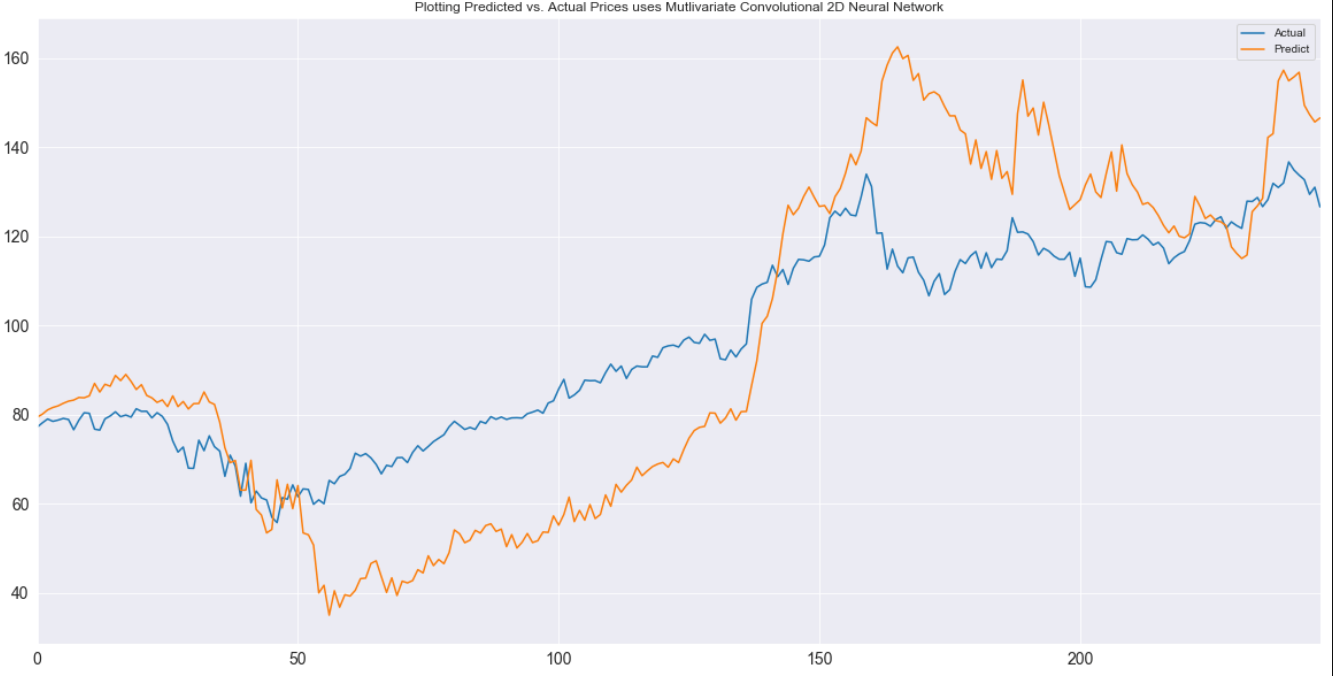 Plotting Predicted vs. Actual Prices uses Mutlivariate Convolutional 2D Neural Network
Actual
Predict
160
140
120
100
80
60
40
0 50 100 150 200